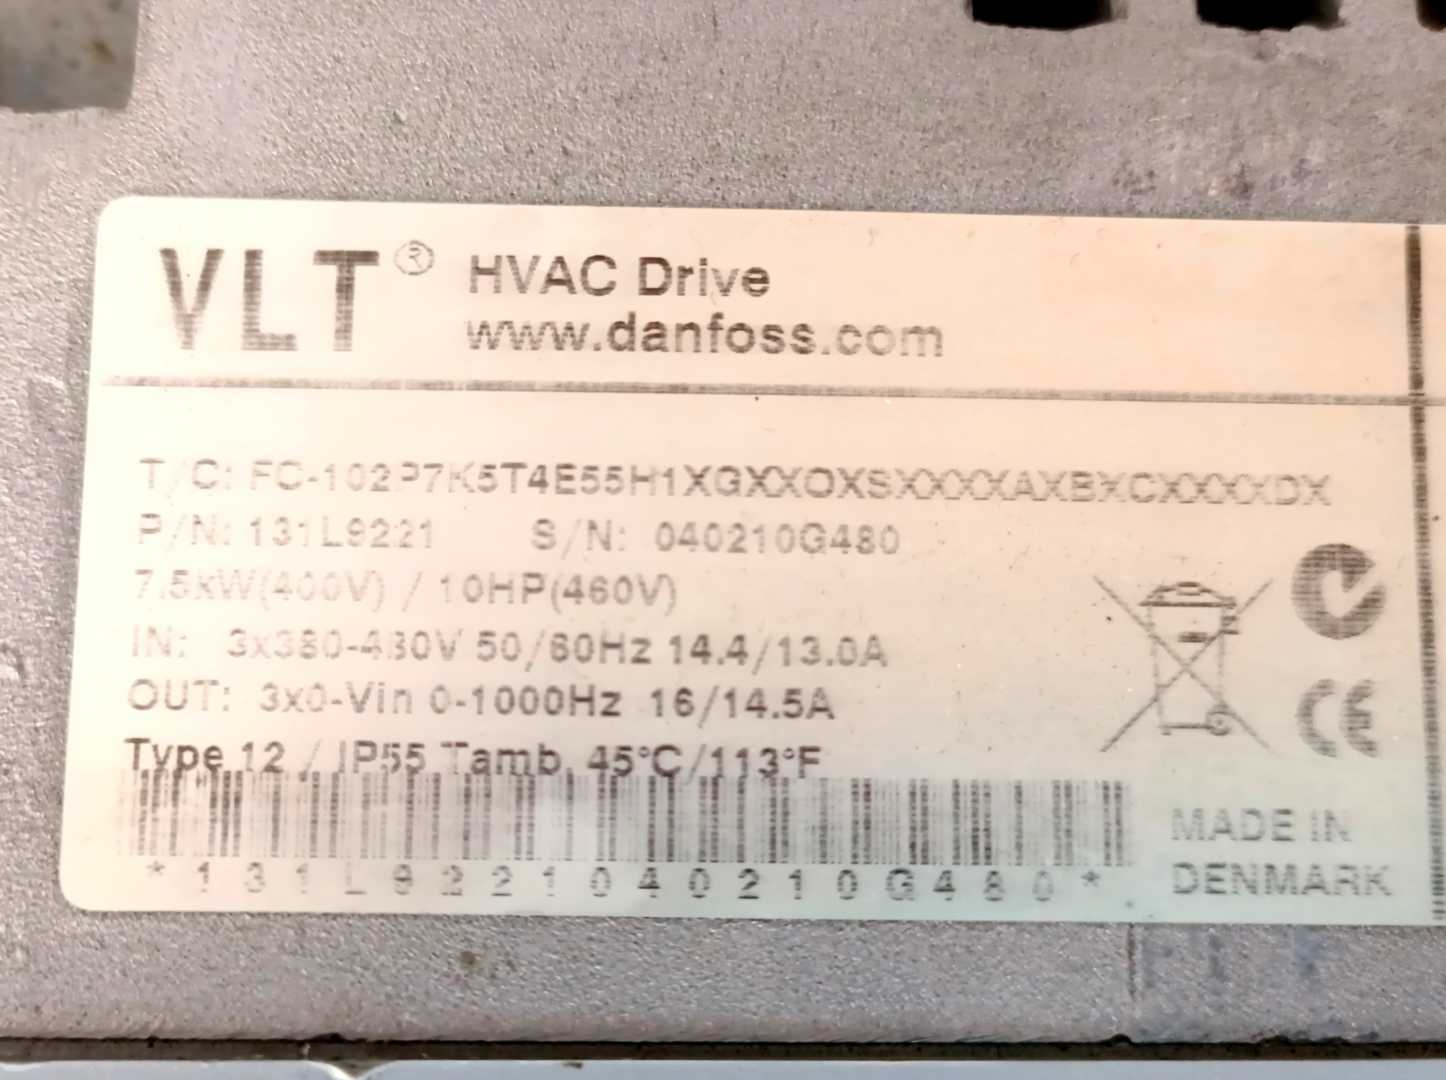 VLT® HVAC Drive
www.danfoss.com
T/C: FC-102P7K5T4E55H1XGXXOXSXXXXAXBXCXXXXDX
P/N: 131L9221 S/N: 040210G480
7.5kW(400V) / 10HP(460V)
IN: 3x380-480V 50/60Hz 14.4/13.0A
OUT: 3x0-Vin 0-1000Hz 16/14.5A
Type 12 / IP55 Tamb. 45°C/113°F
*131L9221040210G480*
MADE IN
DENMARK
CE